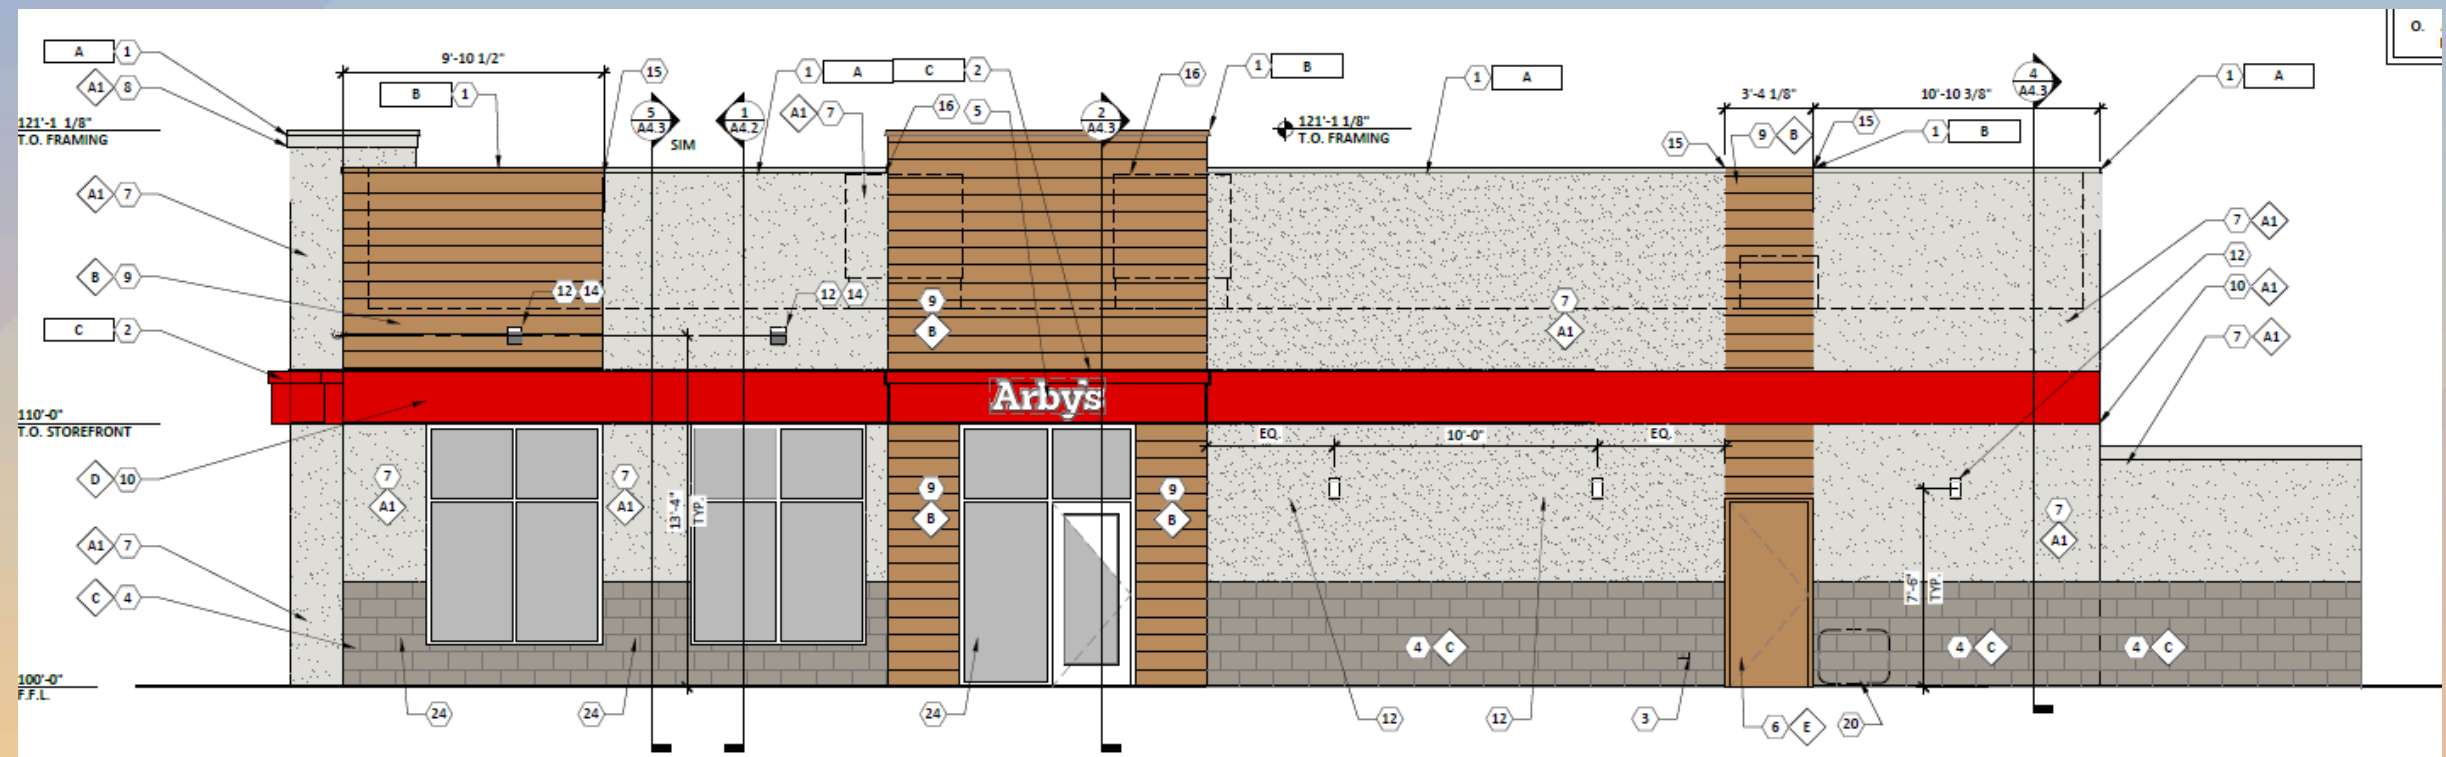 O.
A 1
9'-10 1/2"
15
1 A
C 2
16
1 B
1 A
4
A4.3
3'-4 1/8"
10'-10 3/8"
1 A
A1 8
B 1
5
A4.3
SIM
1
A4.2
A1 7
16 5
2
A4.3
121'-1 1/8"
T.O. FRAMING
121'-1 1/8"
T.O. FRAMING
15
9 B
15
1 B
A1 7
7 A1
12
10 A1
B 9
12 14
12 14
9
B
7
A1
C 2
7 A1
Arby's
110'-0"
T.O. STOREFRONT
EQ.
10'-0"
EQ.
D 10
7
A1
7
A1
13'-4"
TYP.
9
B
9
B
7
A1
A1 7
7'-6"
TYP.
C 4
4 C
4 C
4 C
100'-0"
F.F.L.
24
24
24
12
12
3
6 E
20